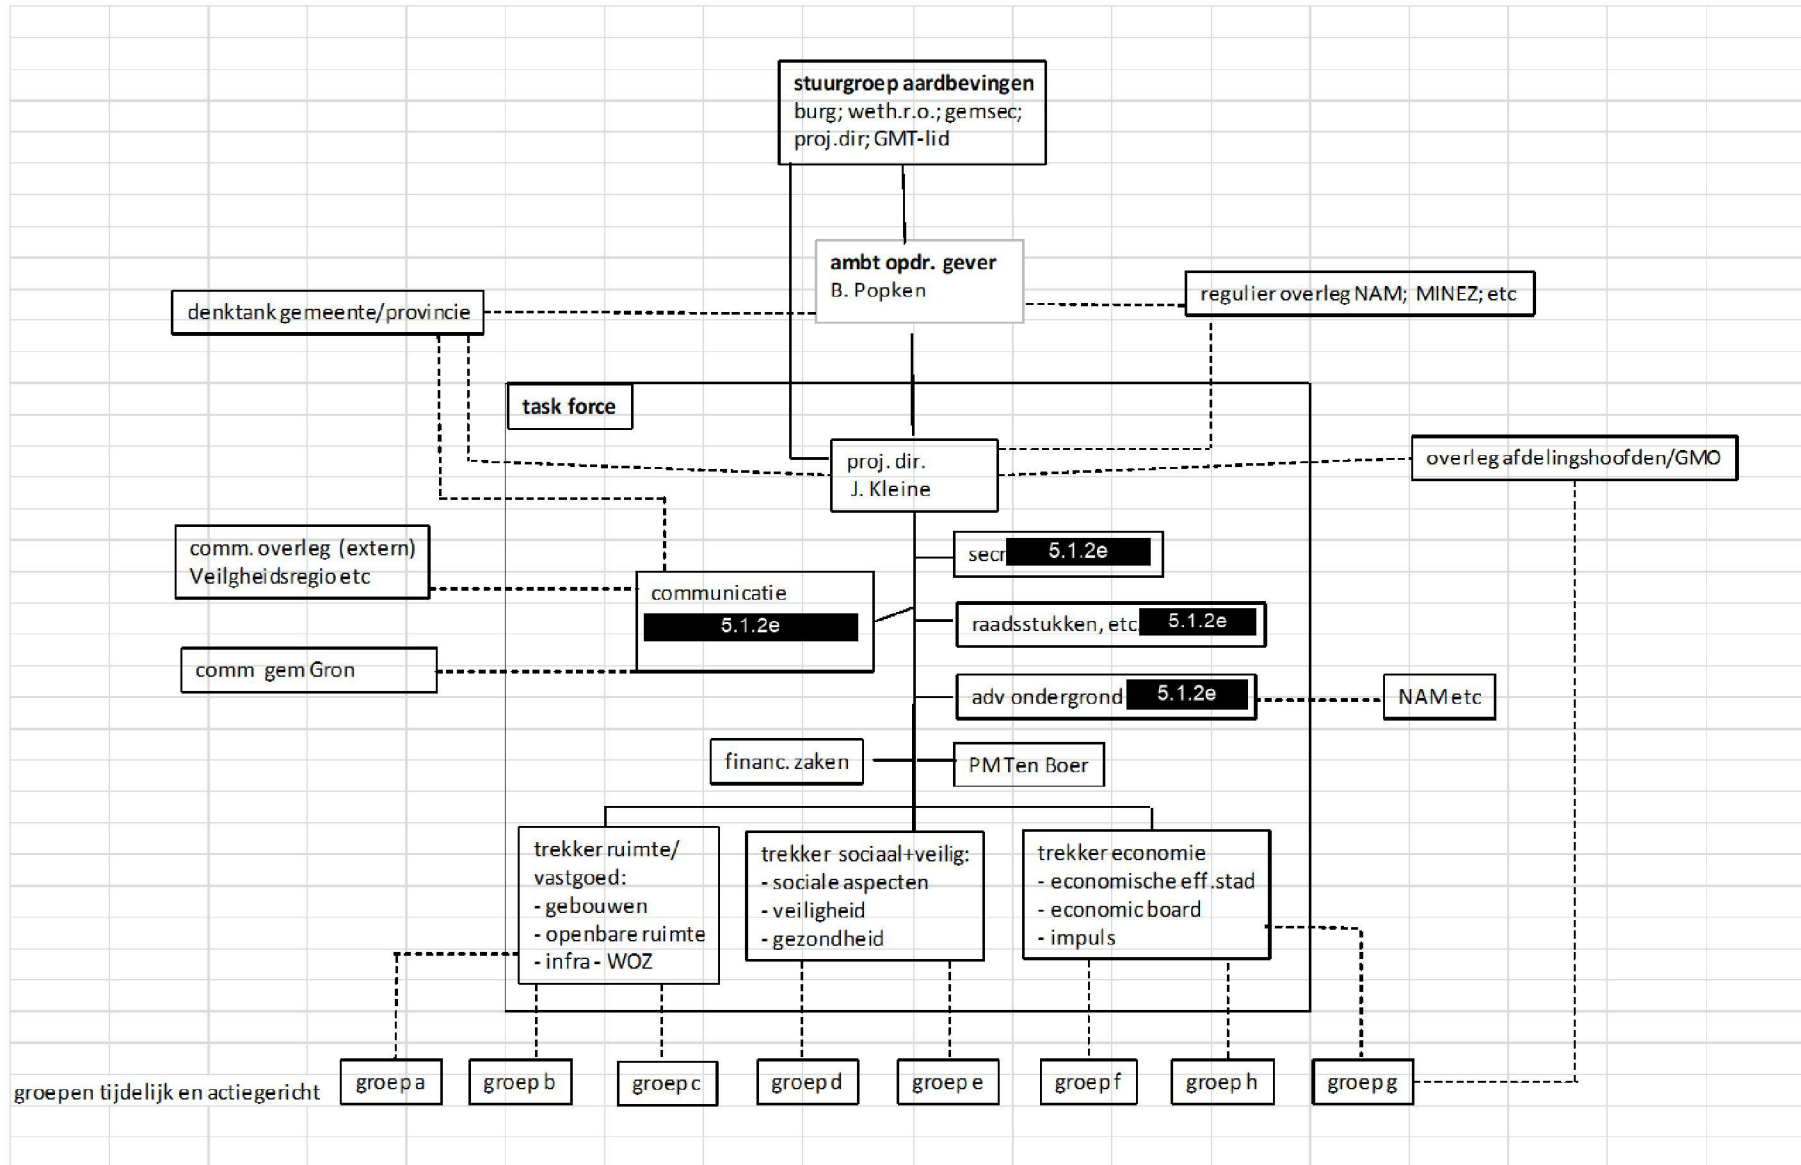 stuurgroep aardbevingen
burg; weth.r.o.; gemsec;
proj.dir; GMT-lid
ambt opdr. gever
B. Popken
regulier overleg NAM; MINEZ; etc
denktank gemeente/provincie
task force
proj. dir.
J. Kleine
overleg afdelingshoofden/GMO
comm. overleg (extern)
Veilgheidsregio etc
secr 5.1.2e
communicatie
5.1.2e
raadsstukken, etc. 5.1.2e
comm gem Gron
adv ondergrond 5.1.2e
NAM etc
financ. zaken
PM Ten Boer
trekker ruimte/
vastgoed:
- gebouwen
- openbare ruimte
- infra - WOZ
trekker sociaal+veilig:
- sociale aspecten
- veiligheid
- gezondheid
trekker economie
- economische eff.stad
- economic board
- impuls
groepen tijdelijk en actiegericht
groep a
groep b
groep c
groep d
groep e
groep f
groep h
groep g